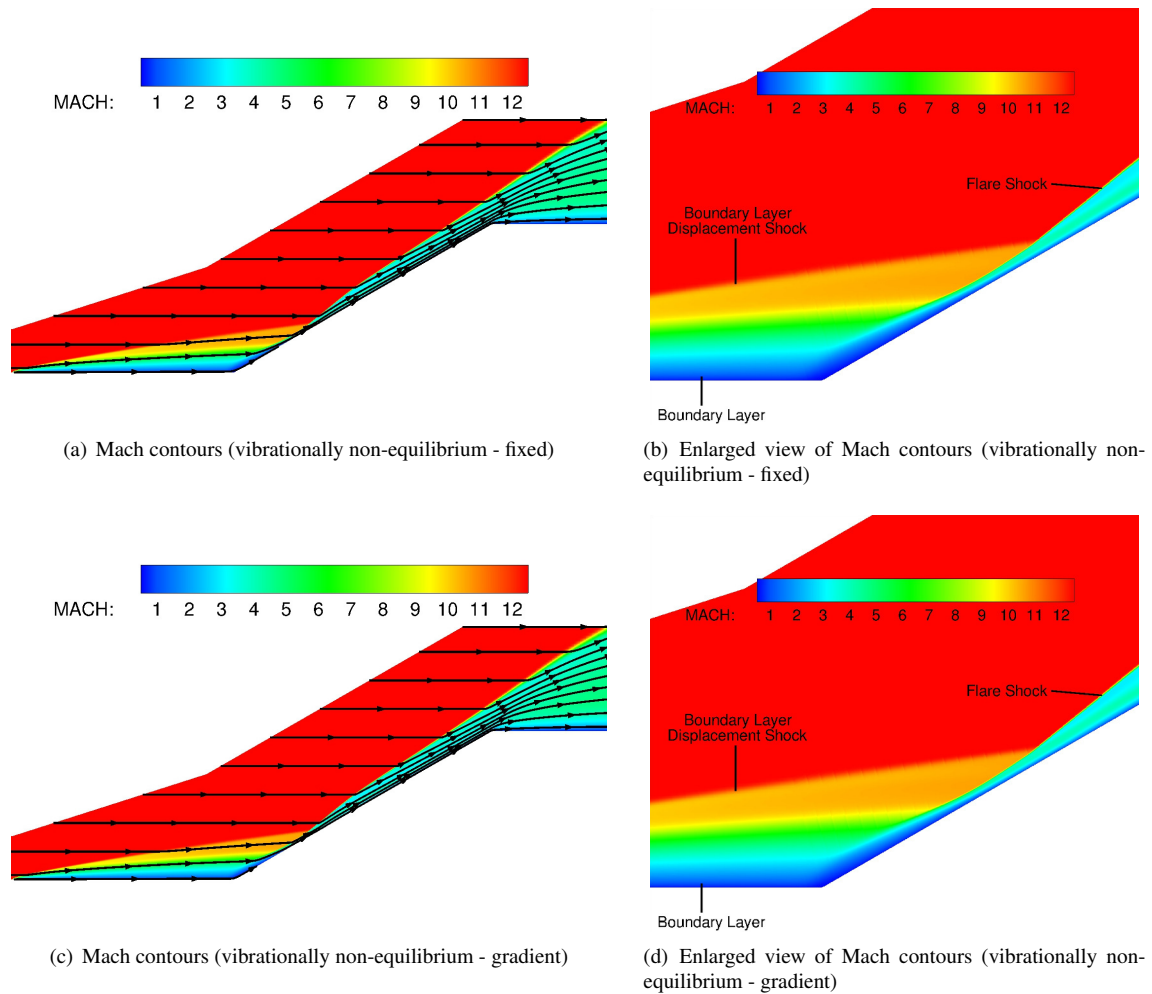 MACH: 1 2 3 4 5 6 7 8 9 10 11 12
MACH: 1 2 3 4 5 6 7 8 9 10 11 12
Flare Shock
Boundary Layer
Displacement Shock
Boundary Layer
(a) Mach contours (vibrationally non-equilibrium - fixed)
(b) Enlarged view of Mach contours (vibrationally non-
equilibrium - fixed)
MACH: 1 2 3 4 5 6 7 8 9 10 11 12
MACH: 1 2 3 4 5 6 7 8 9 10 11 12
Flare Shock
Boundary Layer
Displacement Shock
Boundary Layer
(c) Mach contours (vibrationally non-equilibrium - gradient)
(d) Enlarged view of Mach contours (vibrationally non-
equilibrium - gradient)